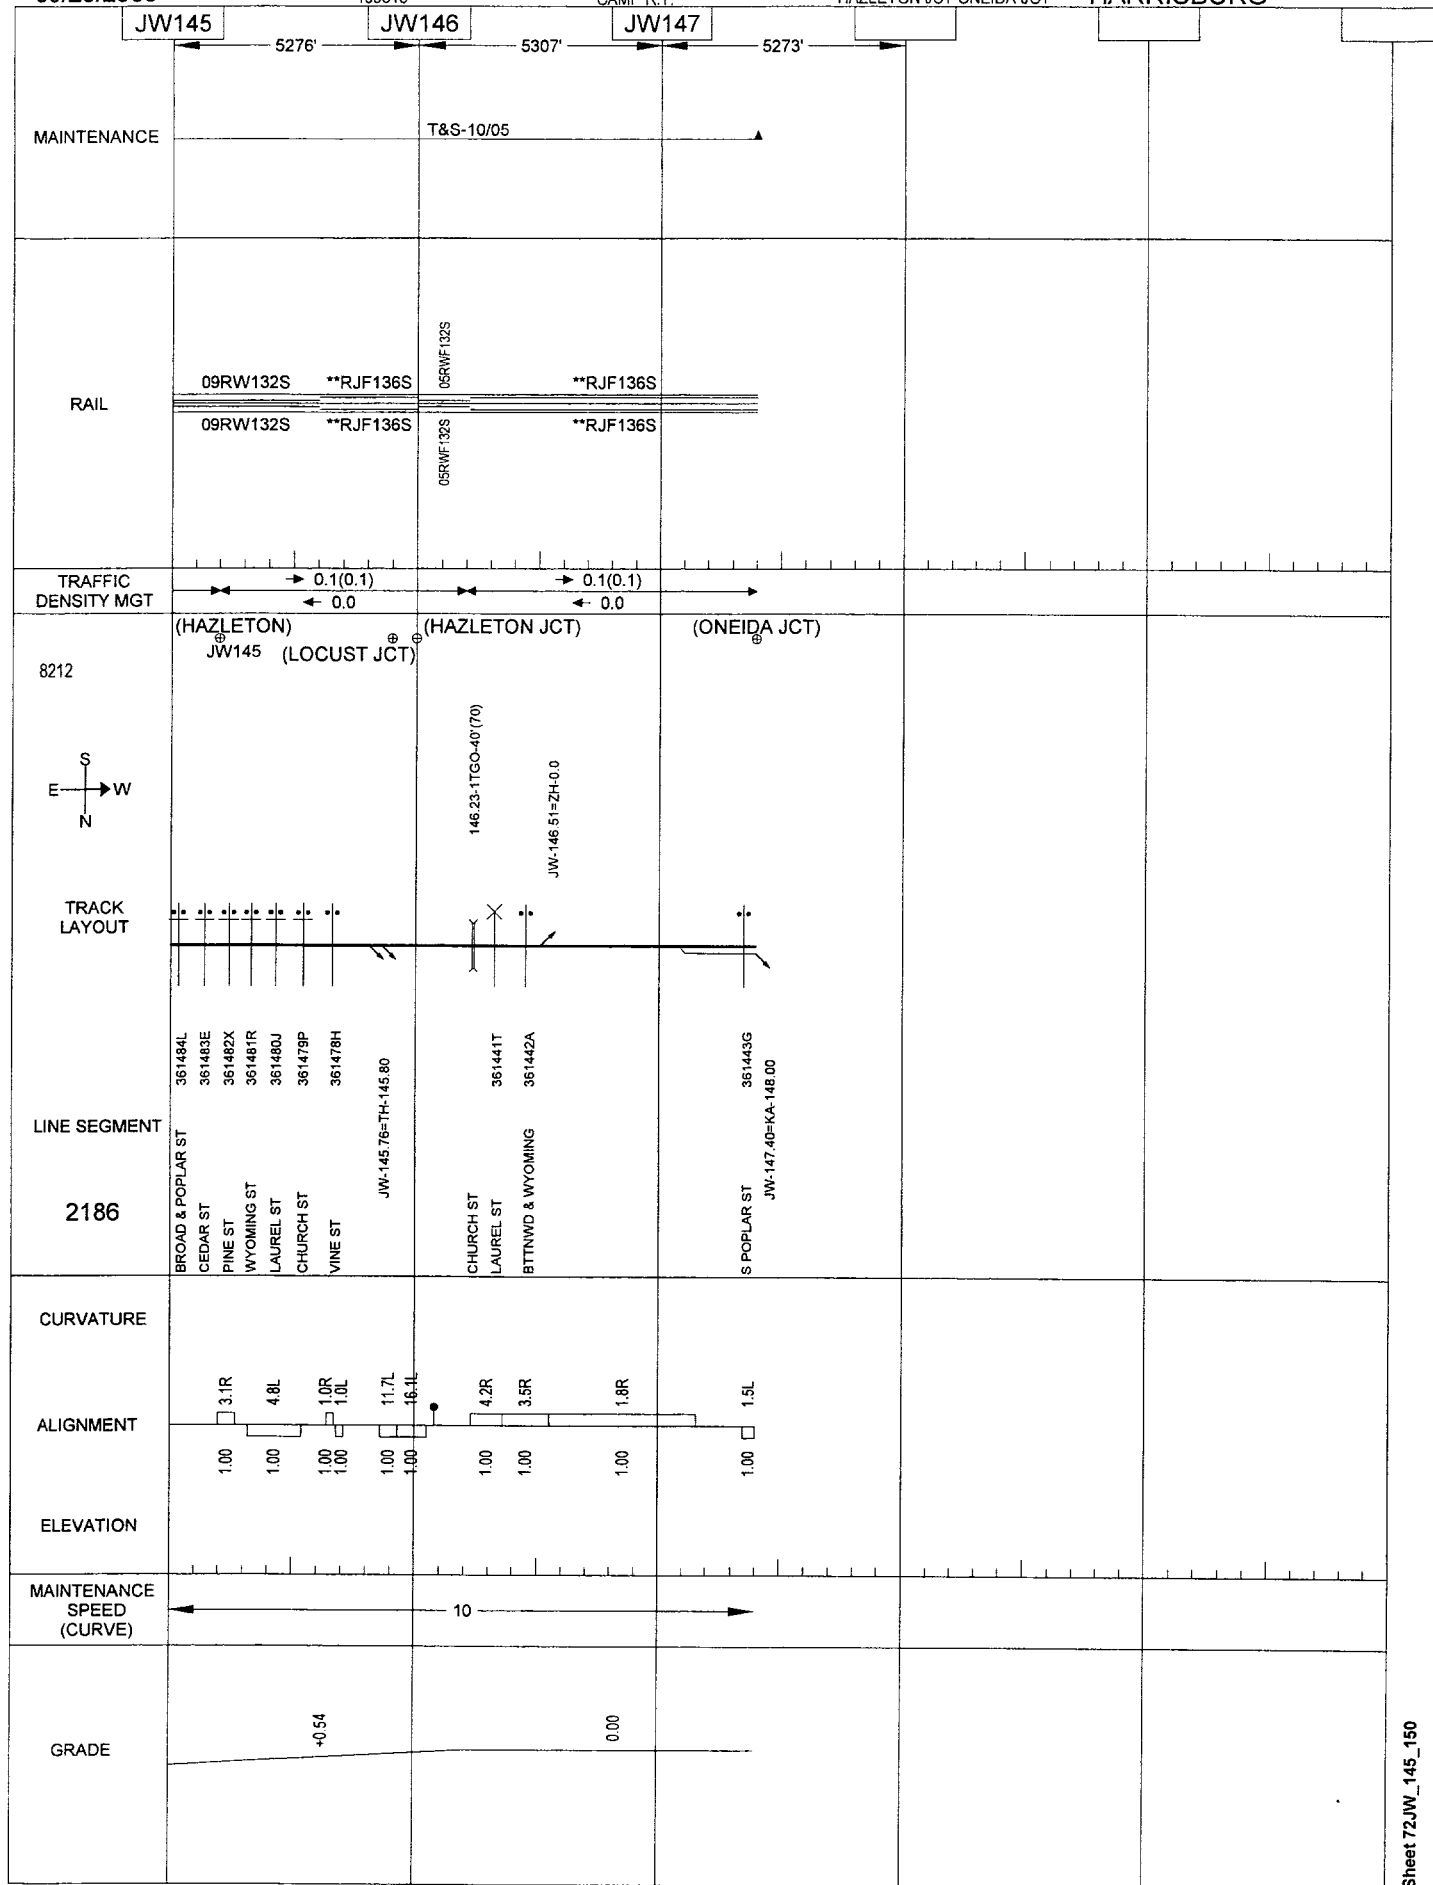 HARRISBURG
JW145 JW146 JW147
5276' 5307' 5273'
MAINTENANCE
T&S-10/05
RAIL
09RW132S **RJF136S 05RWF132S **RJF136S
09RW132S **RJF136S 05RWF132S **RJF136S
TRAFFIC
DENSITY MGT
0.1(0.1) 0.1(0.1)
0.0 0.0
(HAZLETON) (HAZLETON JCT) (ONEIDA JCT)
JW145 (LOCUST JCT)
8212
S
E W
N
146.23-1TGO-40'(70)
JW-146.51=ZH-0.0
TRACK
LAYOUT
361484L
361483E
361482X
361481R
361480J
361479P
361478H
361441T
361442A
361443G
JW-145.76=TH-145.80
JW-147.40=KA-148.00
LINE SEGMENT
2186
BROAD & POPLAR ST
CEDAR ST
PINE ST
WYOMING ST
LAUREL ST
CHURCH ST
VINE ST
CHURCH ST
LAUREL ST
BTTNWD & WYOMING
S POPLAR ST
CURVATURE
3.1R 4.8L 1.0R 1.0L 11.7L 16.1L 4.2R 3.5R 1.8R 1.5L
ALIGNMENT
1.00 1.00 1.00 1.00 1.00 1.00 1.00 1.00 1.00 1.00
ELEVATION
MAINTENANCE
SPEED
(CURVE)
10
GRADE
+0.54 0.00
Sheet 72JW_145_150